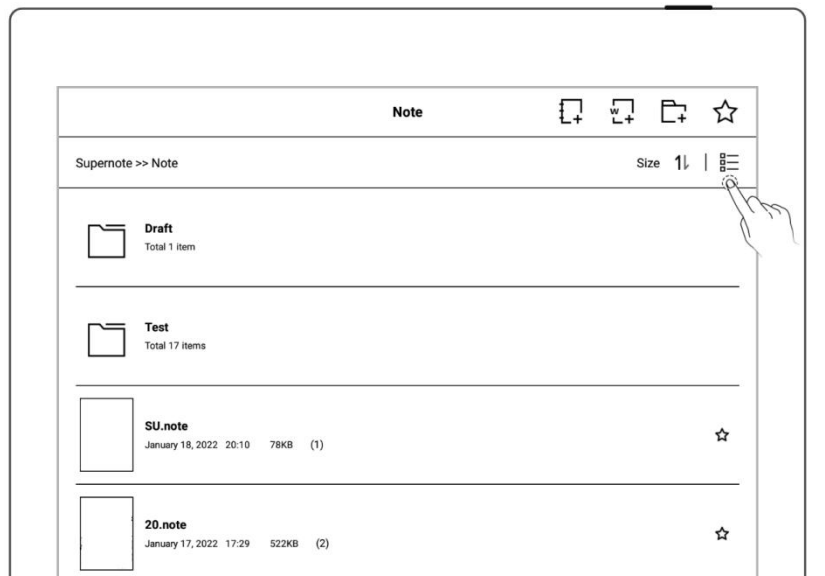 Note
Supernote >> Note
Size
Draft
Total 1 item
Test
Total 17 items
SU.note
January 18, 2022 20:10 78KB (1)
20.note
January 17, 2022 17:29 522KB (2)